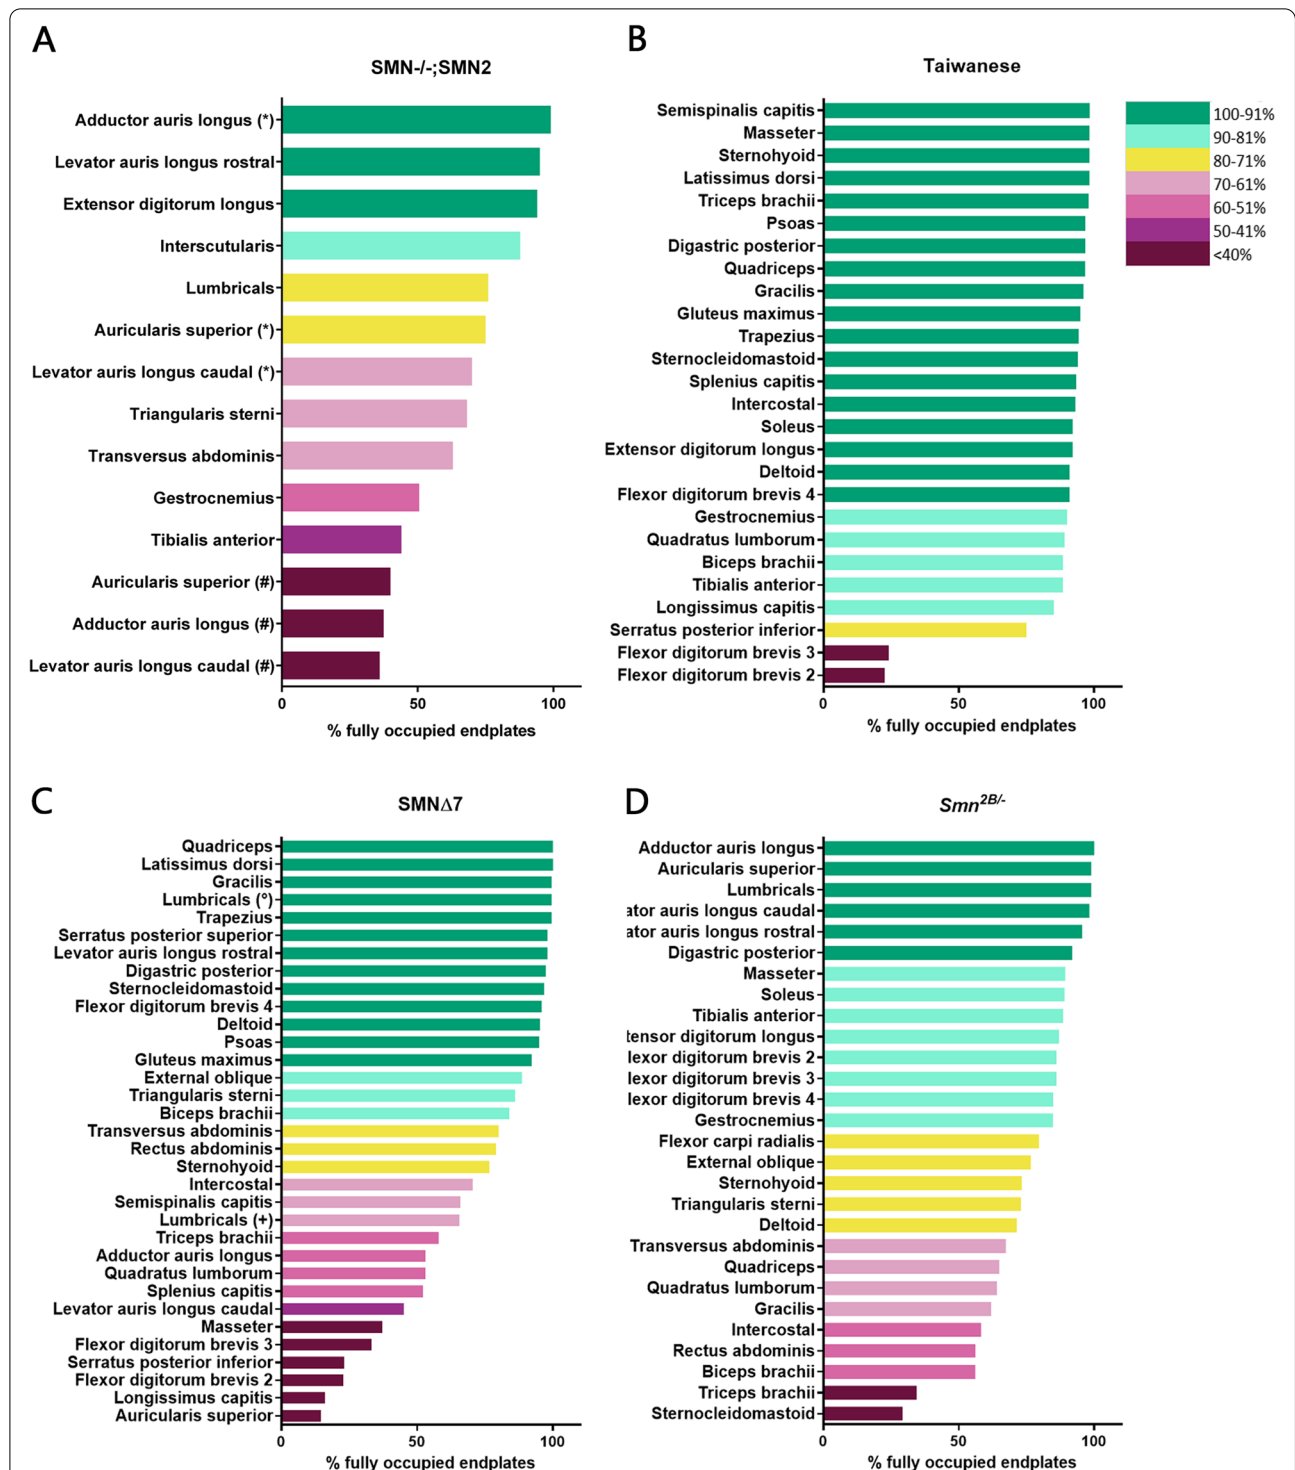 A
SMN-/-;SMN2
Adductor auris longus (*)
Levator auris longus rostral
Extensor digitorum longus
Interscutularis
Lumbricals
Auricularis superior (*)
Levator auris longus caudal (*)
Triangularis sterni
Transversus abdominis
Gestrocnemius
Tibialis anterior
Auricularis superior (#)
Adductor auris longus (#)
Levator auris longus caudal (#)
0 50 100
% fully occupied endplates
B
Taiwanese
Semispinalis capitis
Masseter
Sternohyoid
Latissimus dorsi
Triceps brachii
Psoas
Digastric posterior
Quadriceps
Gracilis
Gluteus maximus
Trapezius
Sternocleidomastoid
Splenius capitis
Intercostal
Soleus
Extensor digitorum longus
Deltoid
Flexor digitorum brevis 4
Gestrocnemius
Quadratus lumborum
Biceps brachii
Tibialis anterior
Longissimus capitis
Serratus posterior inferior
Flexor digitorum brevis 3
Flexor digitorum brevis 2
0 50 100
% fully occupied endplates
100-91%
90-81%
80-71%
70-61%
60-51%
50-41%
<40%
C
SMNΔ7
Quadriceps
Latissimus dorsi
Gracilis
Lumbricals (°)
Trapezius
Serratus posterior superior
Levator auris longus rostral
Digastric posterior
Sternocleidomastoid
Flexor digitorum brevis 4
Deltoid
Psoas
Gluteus maximus
External oblique
Triangularis sterni
Biceps brachii
Transversus abdominis
Rectus abdominis
Sternohyoid
Intercostal
Semispinalis capitis
Lumbricals (+)
Triceps brachii
Adductor auris longus
Quadratus lumborum
Splenius capitis
Levator auris longus caudal
Masseter
Flexor digitorum brevis 3
Serratus posterior inferior
Flexor digitorum brevis 2
Longissimus capitis
Auricularis superior
0 50 100
% fully occupied endplates
D
Smn2B/-
Adductor auris longus
Auricularis superior
Lumbricals
ator auris longus caudal
ator auris longus rostral
Digastric posterior
Masseter
Soleus
Tibialis anterior
tensor digitorum longus
lexor digitorum brevis 2
lexor digitorum brevis 3
lexor digitorum brevis 4
Gestrocnemius
Flexor carpi radialis
External oblique
Sternohyoid
Triangularis sterni
Deltoid
Transversus abdominis
Quadriceps
Quadratus lumborum
Gracilis
Intercostal
Rectus abdominis
Biceps brachii
Triceps brachii
Sternocleidomastoid
0 50 100
% fully occupied endplates